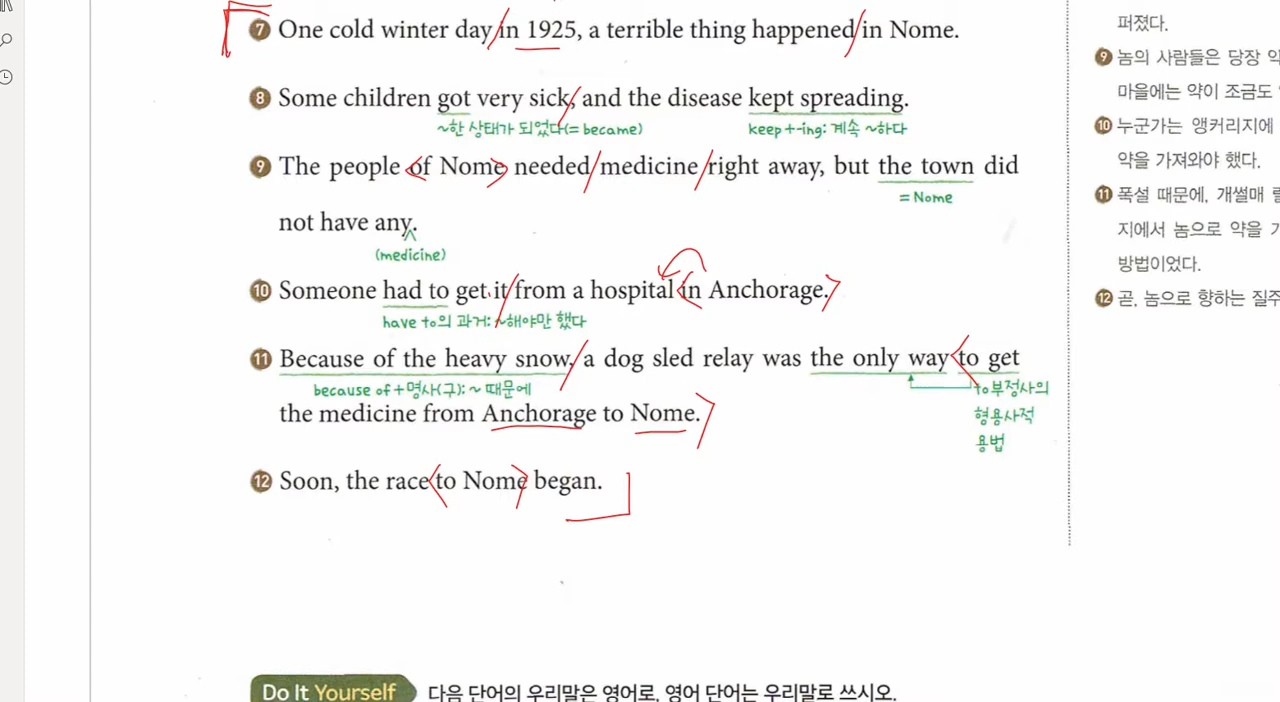 7 One cold winter day in 1925, a terrible thing happened in Nome.
8 Some children got very sick, and the disease kept spreading.
~한 상태가 되었다(= became) keep+-ing: 계속 ~하다
9 The people of Nome needed medicine right away, but the town did
= Nome
not have any.
(medicine)
10 Someone had to get it from a hospital in Anchorage.
have to의 과거: ~해야만 했다
11 Because of the heavy snow, a dog sled relay was the only way to get
because of+명사(구): ~ 때문에 to부정사의
the medicine from Anchorage to Nome. 형용사적
용법
12 Soon, the race to Nome began.
Do It Yourself 다음 단어의 우리말은 영어로, 영어 단어는 우리말로 쓰시오.
퍼졌다.
9 놈의 사람들은 당장
마을에는 약이 조금도
10 누군가는 앵커리지에
약을 가져와야 했다.
11 폭설 때문에, 개썰매
지에서 놈으로 약을
방법이었다.
12 곧, 놈으로 향하는 질주